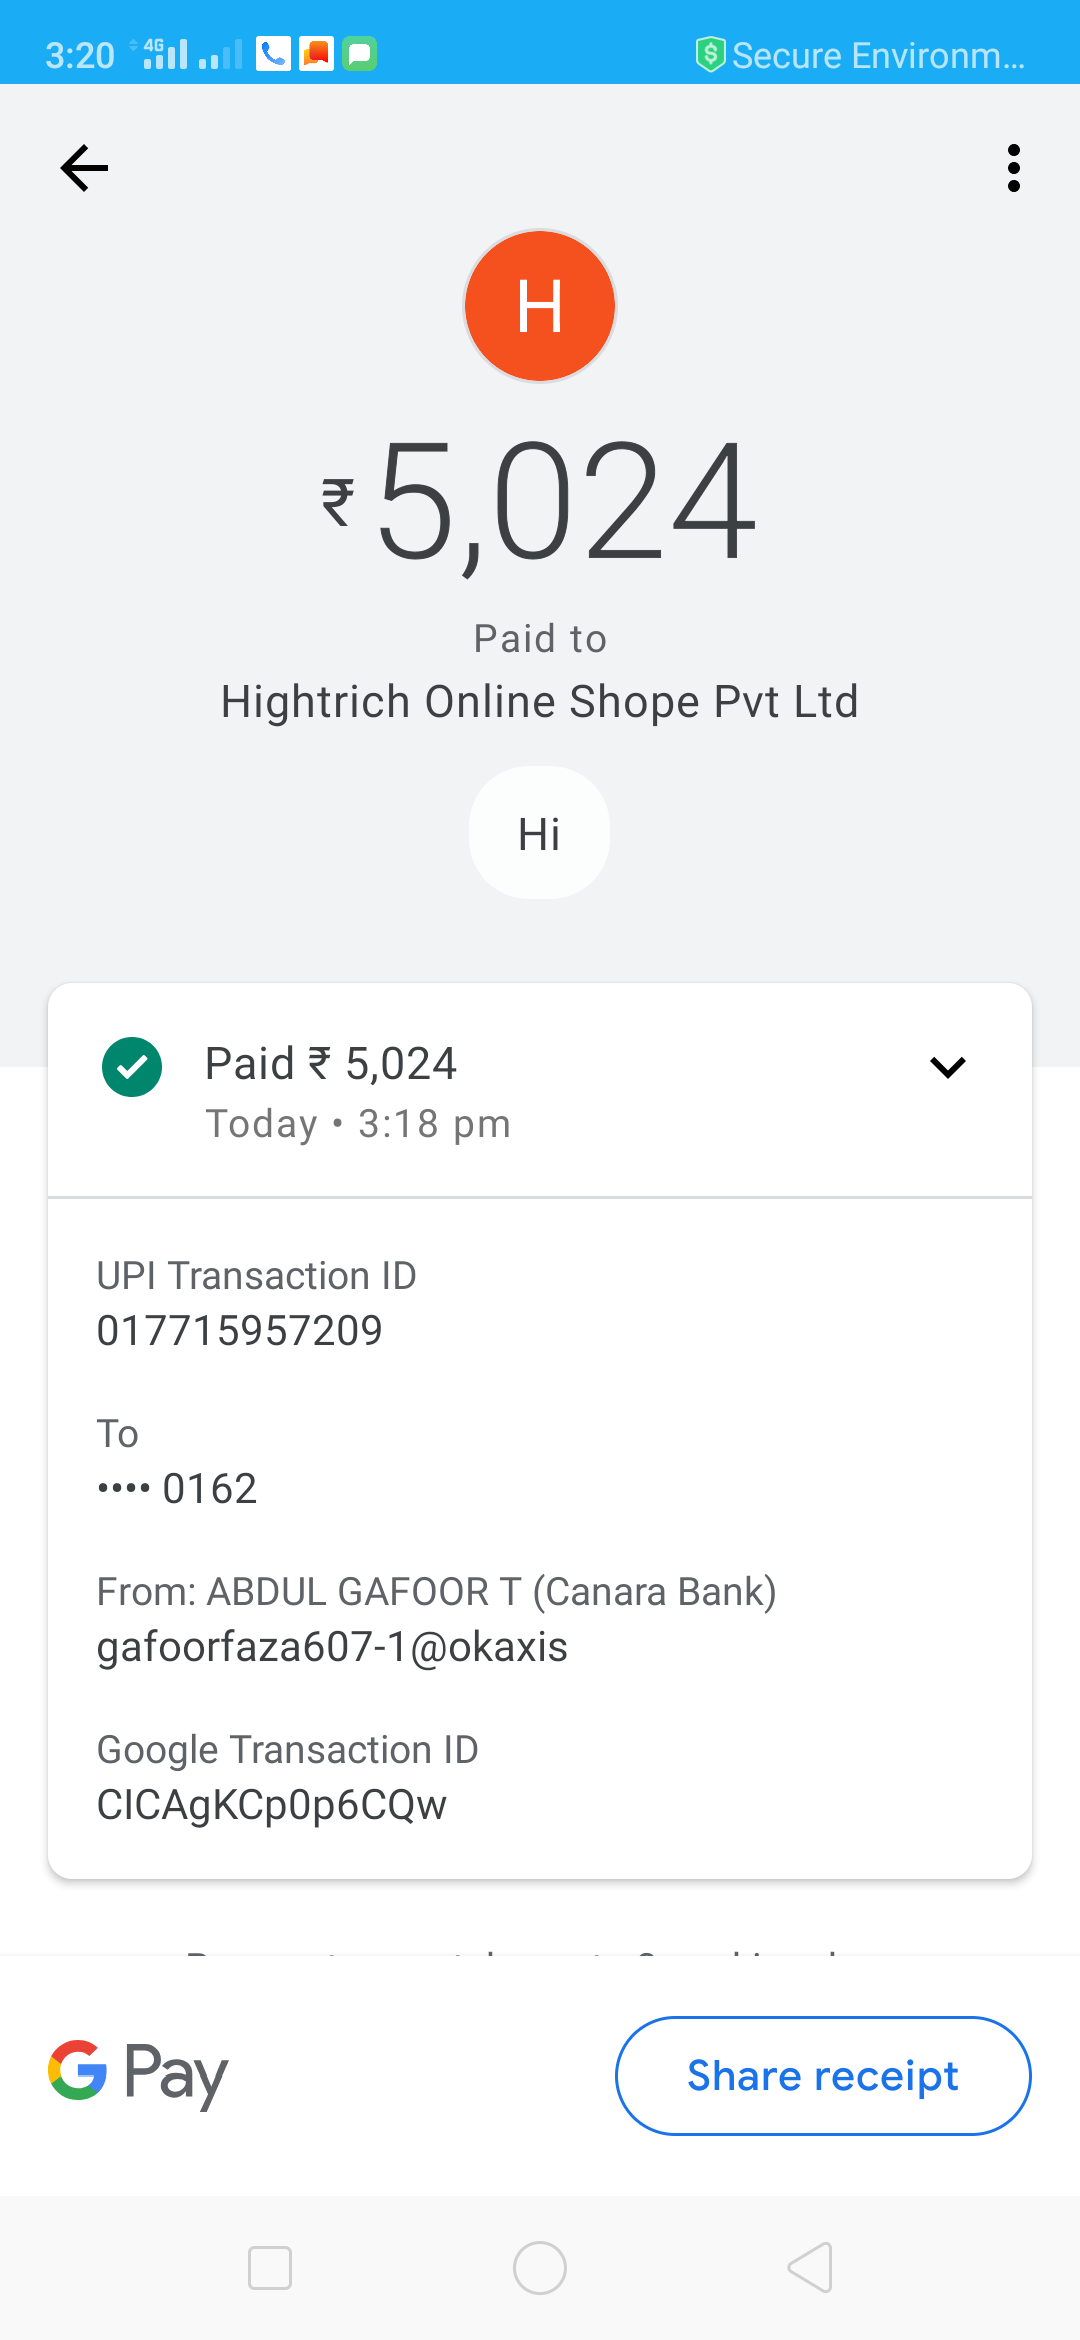 3:20 4G Secure Environm...
H
₹5,024
Paid to
Hightrich Online Shope Pvt Ltd
Hi
Paid ₹ 5,024
Today • 3:18 pm
UPI Transaction ID
017715957209
To
•••• 0162
From: ABDUL GAFOOR T (Canara Bank)
gafoorfaza607-1@okaxis
Google Transaction ID
CICAgKCp0p6CQw
G Pay
Share receipt